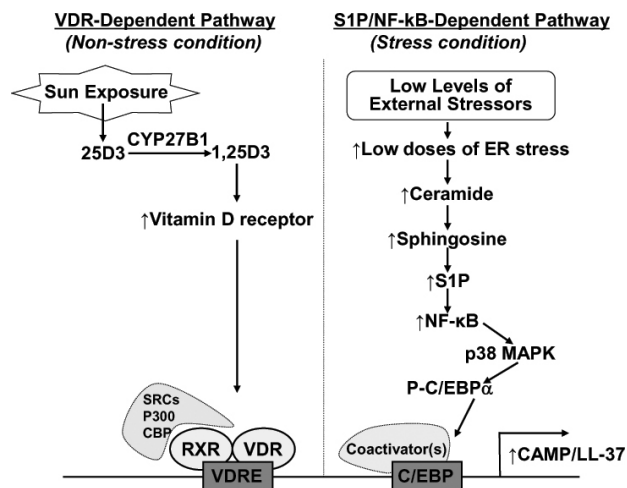 VDR-Dependent Pathway
(Non-stress condition)
Sun Exposure
25D3
CYP27B1
1,25D3
↑Vitamin D receptor
SRCs
P300
CBP
RXR
VDR
VDRE
S1P/NF-kB-Dependent Pathway
(Stress condition)
Low Levels of
External Stressors
↑Low doses of ER stress
↑Ceramide
↑Sphingosine
↑S1P
↑NF-κB
p38 MAPK
P-C/EBPα
Coactivator(s)
C/EBP
↑CAMP/LL-37